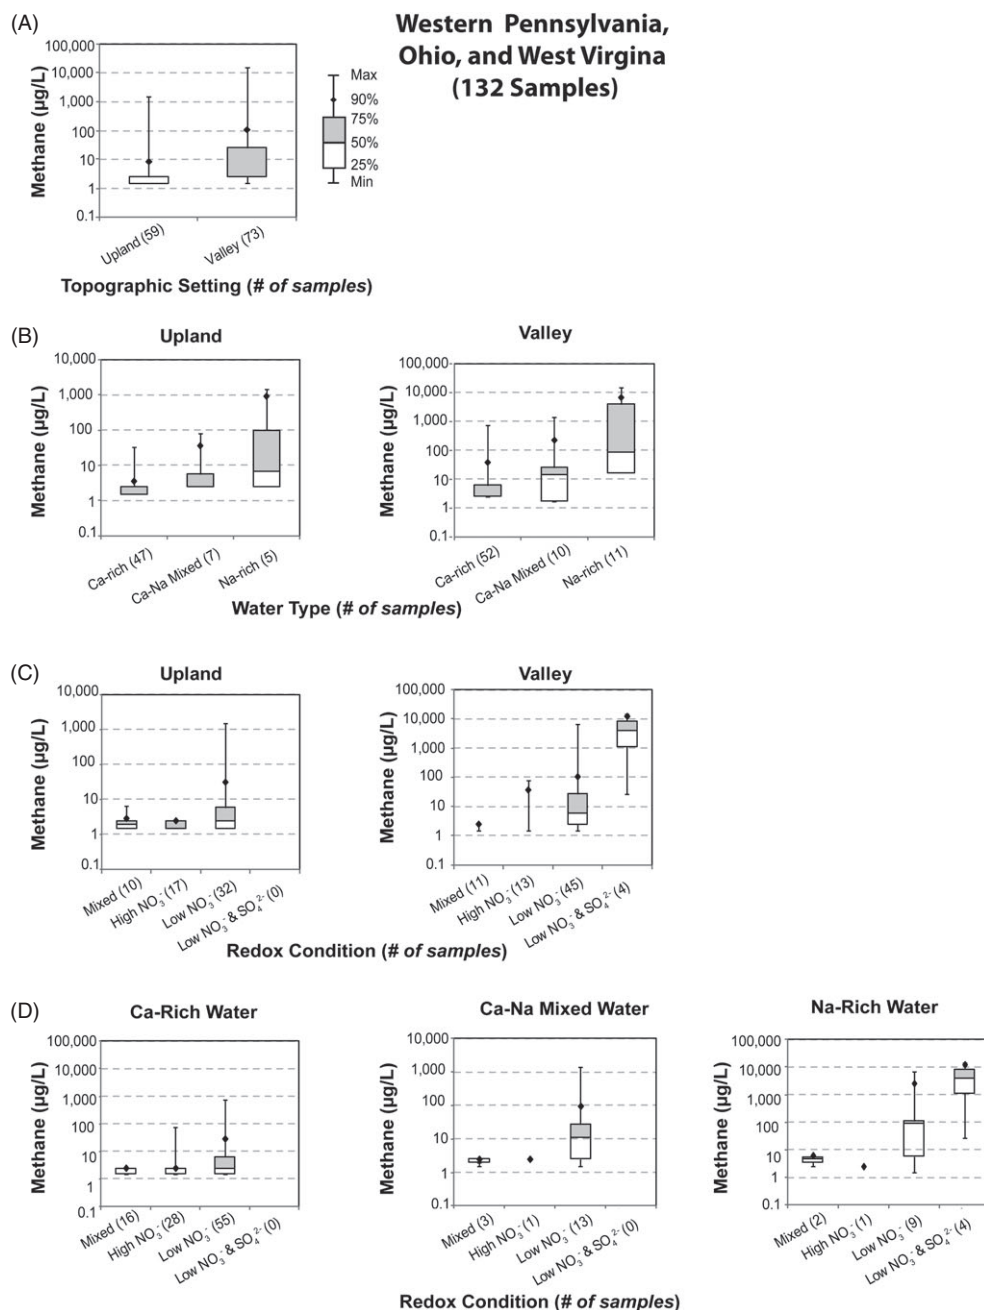 (A)
Western Pennsylvania,
Ohio, and West Virgina
(132 Samples)
Methane (µg/L)
100,000
10,000
1,000
100
10
1
0.1
Upland (59)
Valley (73)
Max
90%
75%
50%
25%
Min
Topographic Setting (# of samples)
(B)
Upland
Methane (µg/L)
10,000
1,000
100
10
1
0.1
Ca-rich (47)
Ca-Na Mixed (7)
Na-rich (5)
Valley
Methane (µg/L)
100,000
10,000
1,000
100
10
1
0.1
Ca-rich (52)
Ca-Na Mixed (10)
Na-rich (11)
Water Type (# of samples)
(C)
Upland
Methane (µg/L)
10,000
1,000
100
10
1
0.1
Mixed (10)
High NO₃⁻ (17)
Low NO₃⁻ (32)
Low NO₃⁻ & SO₄²⁻ (0)
Valley
Methane (µg/L)
100,000
10,000
1,000
100
10
1
0.1
Mixed (11)
High NO₃⁻ (13)
Low NO₃⁻ (45)
Low NO₃⁻ & SO₄²⁻ (4)
Redox Condition (# of samples)
(D)
Ca-Rich Water
Methane (µg/L)
100,000
10,000
1,000
100
10
1
0.1
Mixed (16)
High NO₃⁻ (28)
Low NO₃⁻ (55)
Low NO₃⁻ & SO₄²⁻ (0)
Ca-Na Mixed Water
Methane (µg/L)
10,000
1,000
100
10
1
0.1
Mixed (3)
High NO₃⁻ (1)
Low NO₃⁻ (13)
Low NO₃⁻ & SO₄²⁻ (0)
Na-Rich Water
Methane (µg/L)
100,000
10,000
1,000
100
10
1
0.1
Mixed (2)
High NO₃⁻ (1)
Low NO₃⁻ (9)
Low NO₃⁻ & SO₄²⁻ (4)
Redox Condition (# of samples)